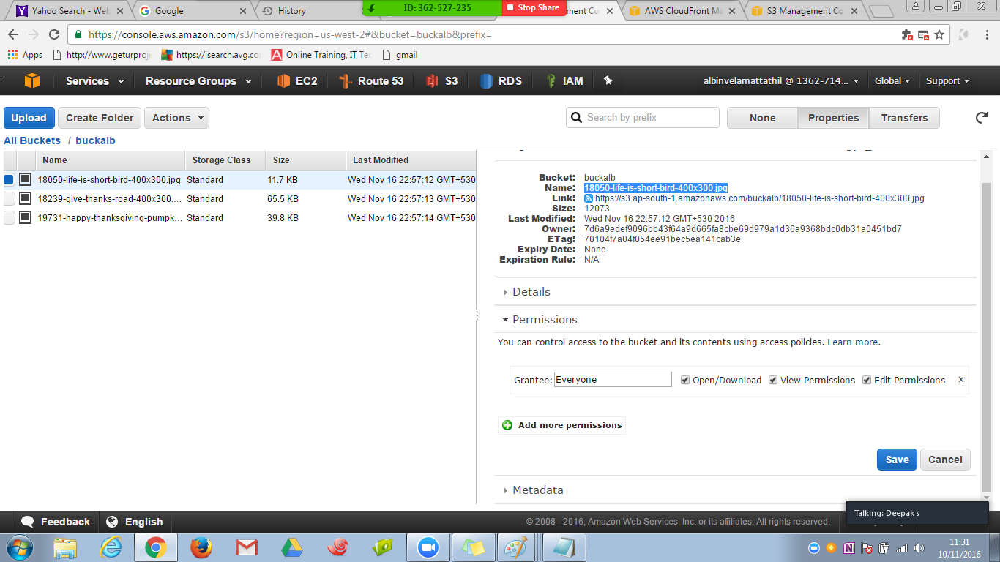 Yahoo Search - Web
Google
History
ID: 362-527-235
Stop Share
ment Co
AWS CloudFront Ma
S3 Management Co
https://console.aws.amazon.com/s3/home?region=us-west-2#&bucket=buckalb&prefix=
Apps
http://www.geturproje
https://isearch.avg.co
Online Training, IT Tec
gmail
Services
Resource Groups
EC2
Route 53
S3
RDS
IAM
albinvelamattathil @ 1362-714...
Global
Support
Upload
Create Folder
Actions
Search by prefix
None
Properties
Transfers
All Buckets / buckalb
Name
Storage Class
Size
Last Modified
18050-life-is-short-bird-400x300.jpg Standard 11.7 KB Wed Nov 16 22:57:12 GMT+530
18239-give-thanks-road-400x300.... Standard 65.5 KB Wed Nov 16 22:57:13 GMT+530
19731-happy-thanksgiving-pumpk... Standard 39.8 KB Wed Nov 16 22:57:14 GMT+530
Bucket: buckalb
Name: 18050-life-is-short-bird-400x300.jpg
Link: https://s3.ap-south-1.amazonaws.com/buckalb/18050-life-is-short-bird-400x300.jpg
Size: 12073
Last Modified: Wed Nov 16 22:57:12 GMT+530 2016
Owner: 7d6a9edef9096bb43f64a9d665fa8cbe69d979a1d36a9368bdc0db31a0451bd7
ETag: 70104f7a04f054ee91bec5ea141cab3e
Expiry Date: None
Expiration Rule: N/A
Details
Permissions
You can control access to the bucket and its contents using access policies. Learn more.
Grantee: Everyone Open/Download View Permissions Edit Permissions x
Add more permissions
Save
Cancel
Metadata
Talking: Deepak s
Feedback
English
© 2008 - 2016, Amazon Web Services, Inc. or its affiliates. All rights reserved.
11:31
10/11/2016